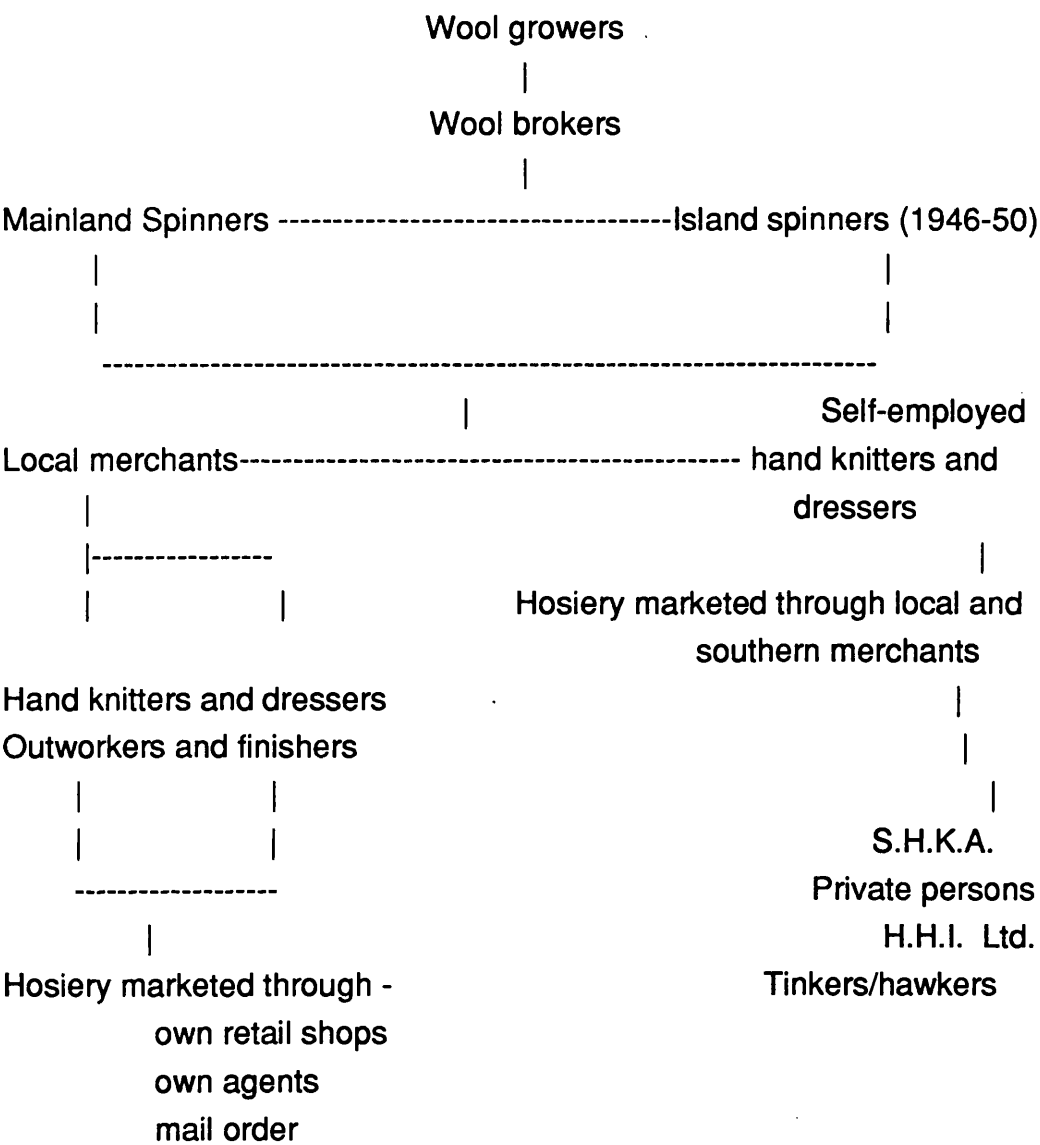 Wool growers
Wool brokers
Mainland Spinners -----------------------------------Island spinners (1946-50)
Self-employed
Local merchants--------------------------------------------- hand knitters and
dressers
Hosiery marketed through local and
southern merchants
Hand knitters and dressers
Outworkers and finishers
S.H.K.A.
Private persons
H.H.I. Ltd.
Hosiery marketed through -
Tinkers/hawkers
own retail shops
own agents
mail order